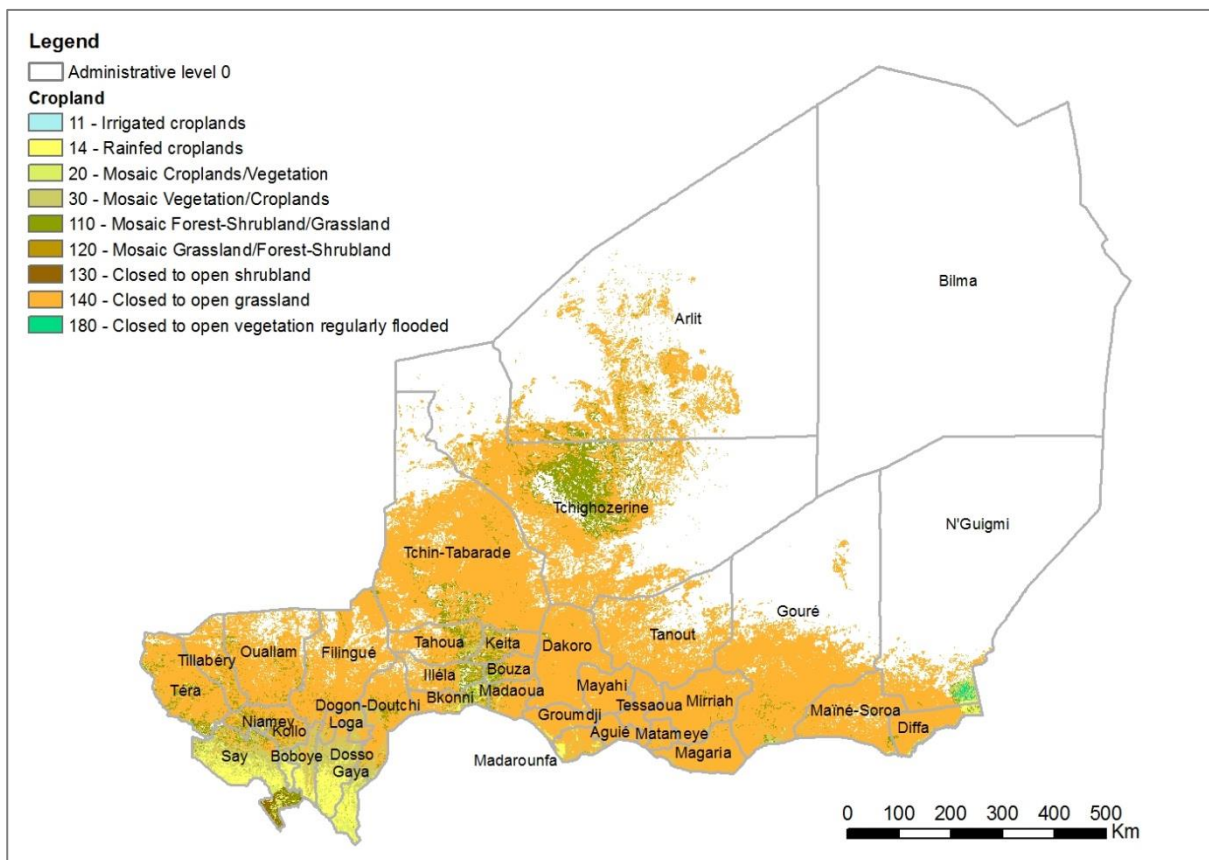 Legend
Administrative level 0
Cropland
11 - Irrigated croplands
14 - Rainfed croplands
20 - Mosaic Croplands/Vegetation
30 - Mosaic Vegetation/Croplands
110 - Mosaic Forest-Shrubland/Grassland
120 - Mosaic Grassland/Forest-Shrubland
130 - Closed to open shrubland
140 - Closed to open grassland
180 - Closed to open vegetation regularly flooded
Bilma
Arlit
Tchighozerine
N'Guigmi
Tchin-Tabarade
Gouré
Tanout
Tahoua
Keita
Dakoro
Ouallam
Filingué
Tillabéry
Illéla
Bouza
Téra
Bkonni
Madaoua
Mayahi
Tessaoua
Mirriah
Maïné-Soroa
Dogon-Doutchi
Groumdji
Niamey
Loga
Diffa
Kollo
Aguié
Matameye
Say
Boboye
Dosso
Madarounfa
Magaria
Gaya
0 100 200 300 400 500
Km